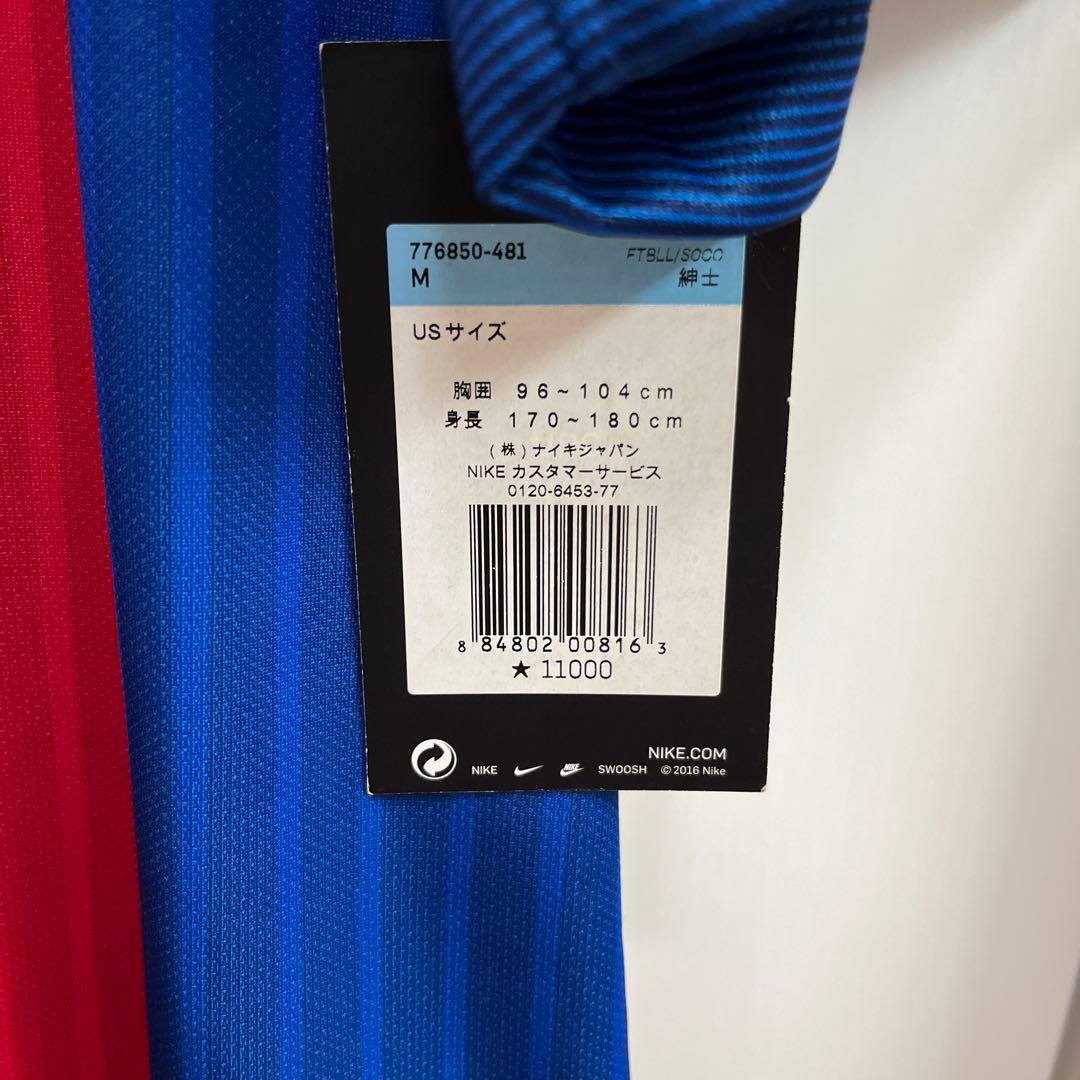 776850-481 FTBLL/SOCC
M 紳士
USサイズ
胸囲 96~104cm
身長 170~180cm
(株)ナイキジャパン
NIKE カスタマーサービス
0120-6453-77
8 84802 00816 3
★ 11000
NIKE.COM
NIKE NIKE SWOOSH © 2016 Nike